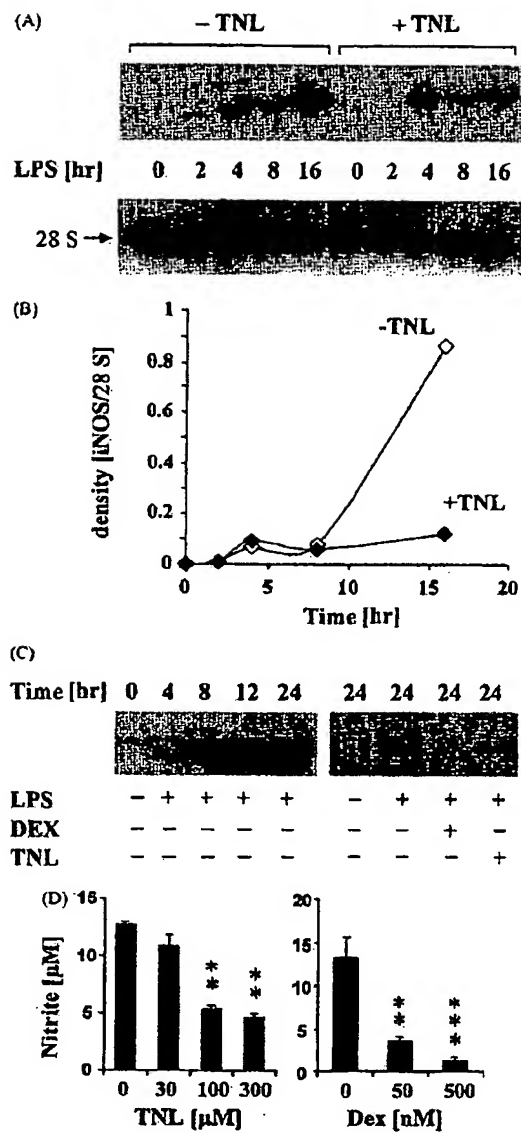 (A)
– TNL + TNL
LPS [hr] 0 2 4 8 16 0 2 4 8 16
28 S →
(B)
density [iNOS/28 S]
1
0.8
0.6
0.4
0.2
0
-TNL
+TNL
0 5 10 15 20
Time [hr]
(C)
Time [hr] 0 4 8 12 24 24 24 24 24
LPS – + + + + – + + +
DEX – – – – – – – + –
TNL – – – – – – – – +
(D)
Nitrite [µM]
15
10
5
0
** **
0 30 100 300
TNL [µM]
20
15
10
5
0
** ***
0 50 500
Dex [nM]